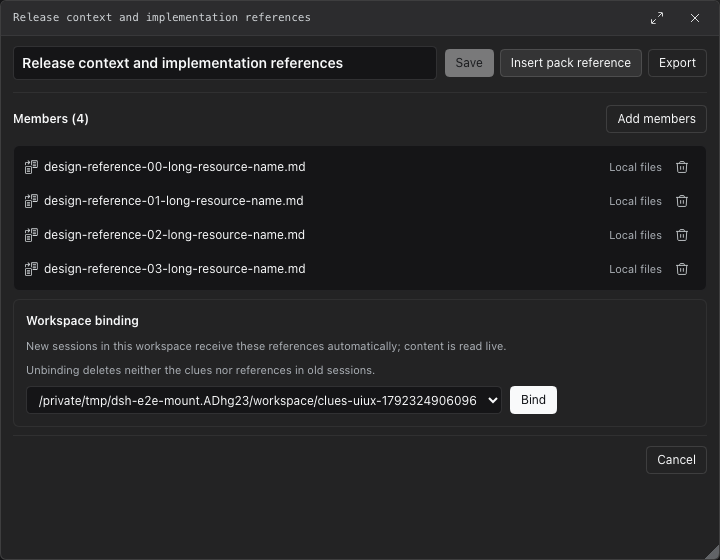 Release context and implementation references
Release context and implementation references
Save
Insert pack reference
Export
Members (4)
Add members
design-reference-00-long-resource-name.md
Local files
design-reference-01-long-resource-name.md
Local files
design-reference-02-long-resource-name.md
Local files
design-reference-03-long-resource-name.md
Local files
Workspace binding
New sessions in this workspace receive these references automatically; content is read live.
Unbinding deletes neither the clues nor references in old sessions.
/private/tmp/dsh-e2e-mount.ADhg23/workspace/clues-uiux-1792324906096
Bind
Cancel